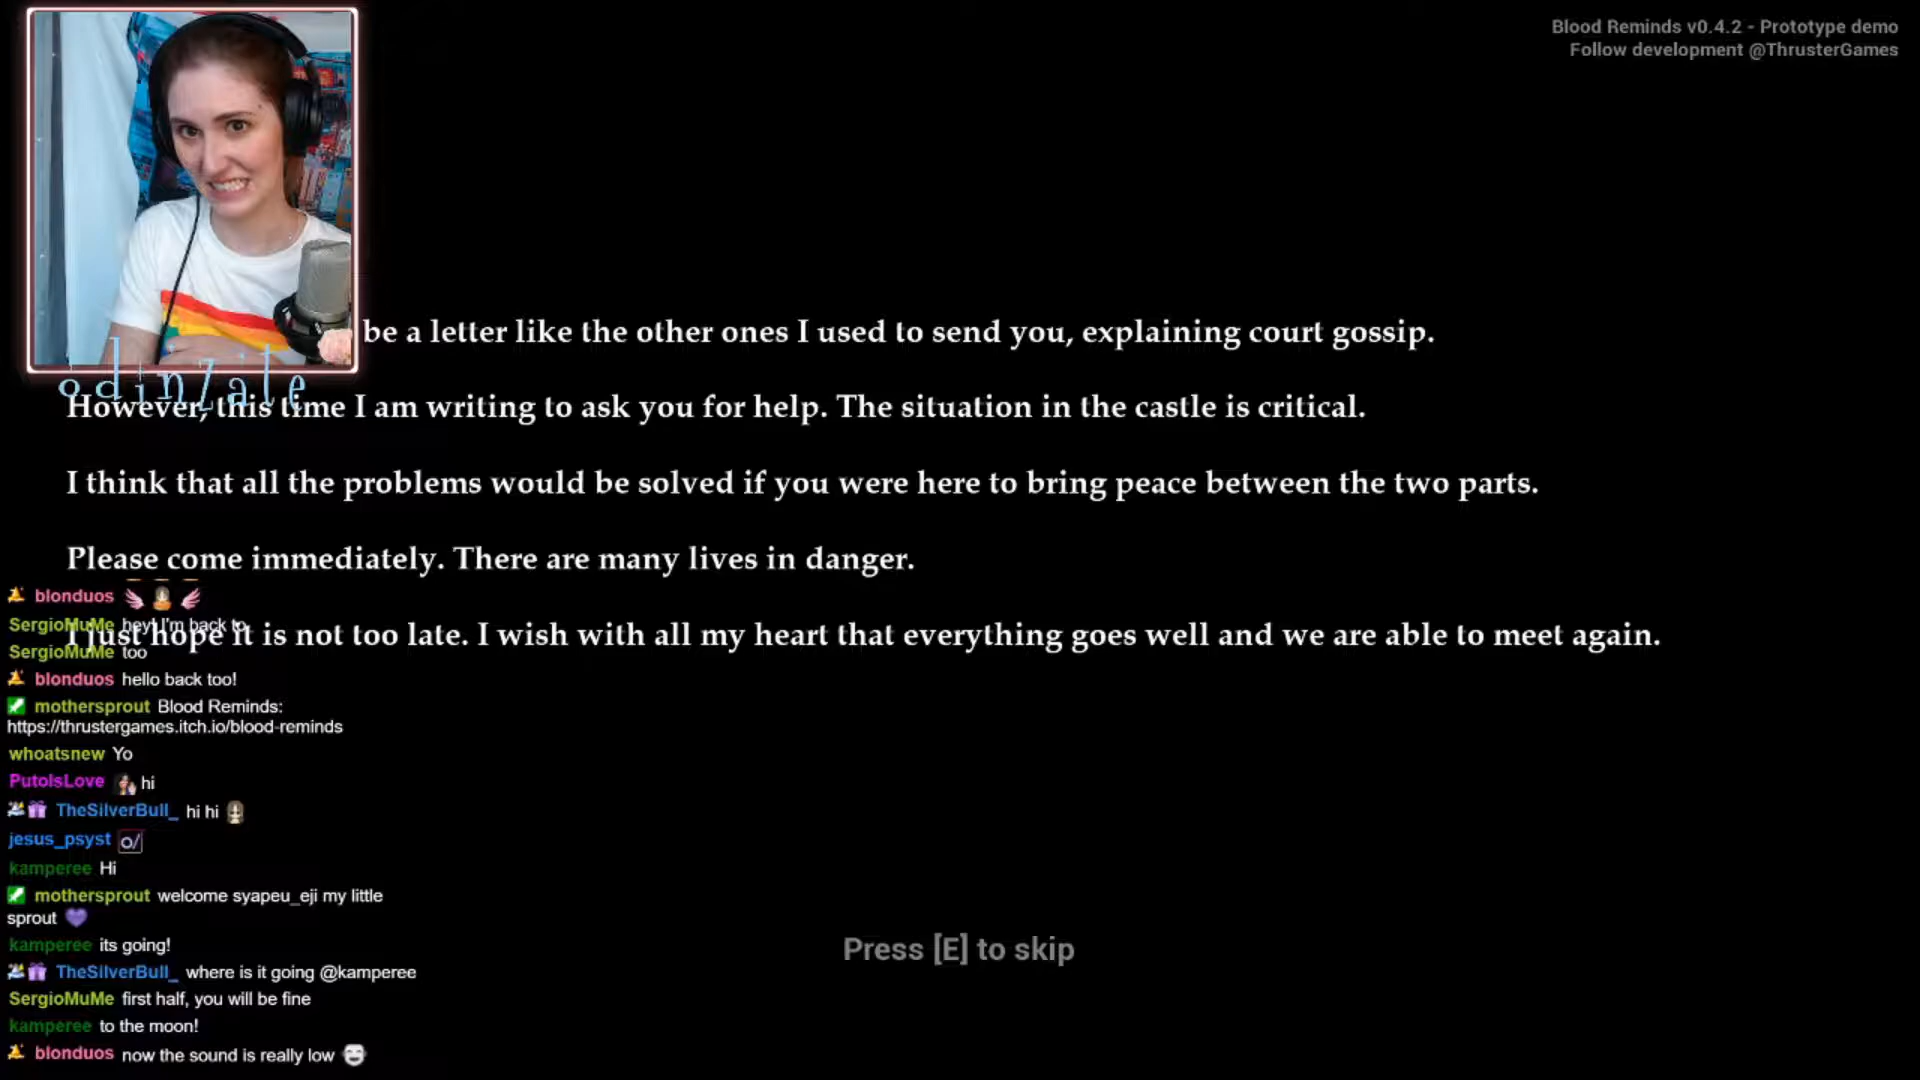 Blood Reminds v0.4.2 - Prototype demo
Follow development @ThrusterGames
be a letter like the other ones I used to send you, explaining court gossip.
odinzate
However, this time I am writing to ask you for help. The situation in the castle is critical.
I think that all the problems would be solved if you were here to bring peace between the two parts.
Please come immediately. There are many lives in danger.
I just hope it is not too late. I wish with all my heart that everything goes well and we are able to meet again.
blonduos
SergioMuMe hey! I'm back to
SergioMuMe too
blonduos hello back too!
mothersprout Blood Reminds:
https://thrustergames.itch.io/blood-reminds
whoatsnew Yo
PutoIsLove hi
TheSilverBull_ hi hi
jesus_psyst o/
kamperee Hi
mothersprout welcome syapeu_eji my little
sprout
kamperee its going!
TheSilverBull_ where is it going @kamperee
SergioMuMe first half, you will be fine
kamperee to the moon!
blonduos now the sound is really low
Press [E] to skip